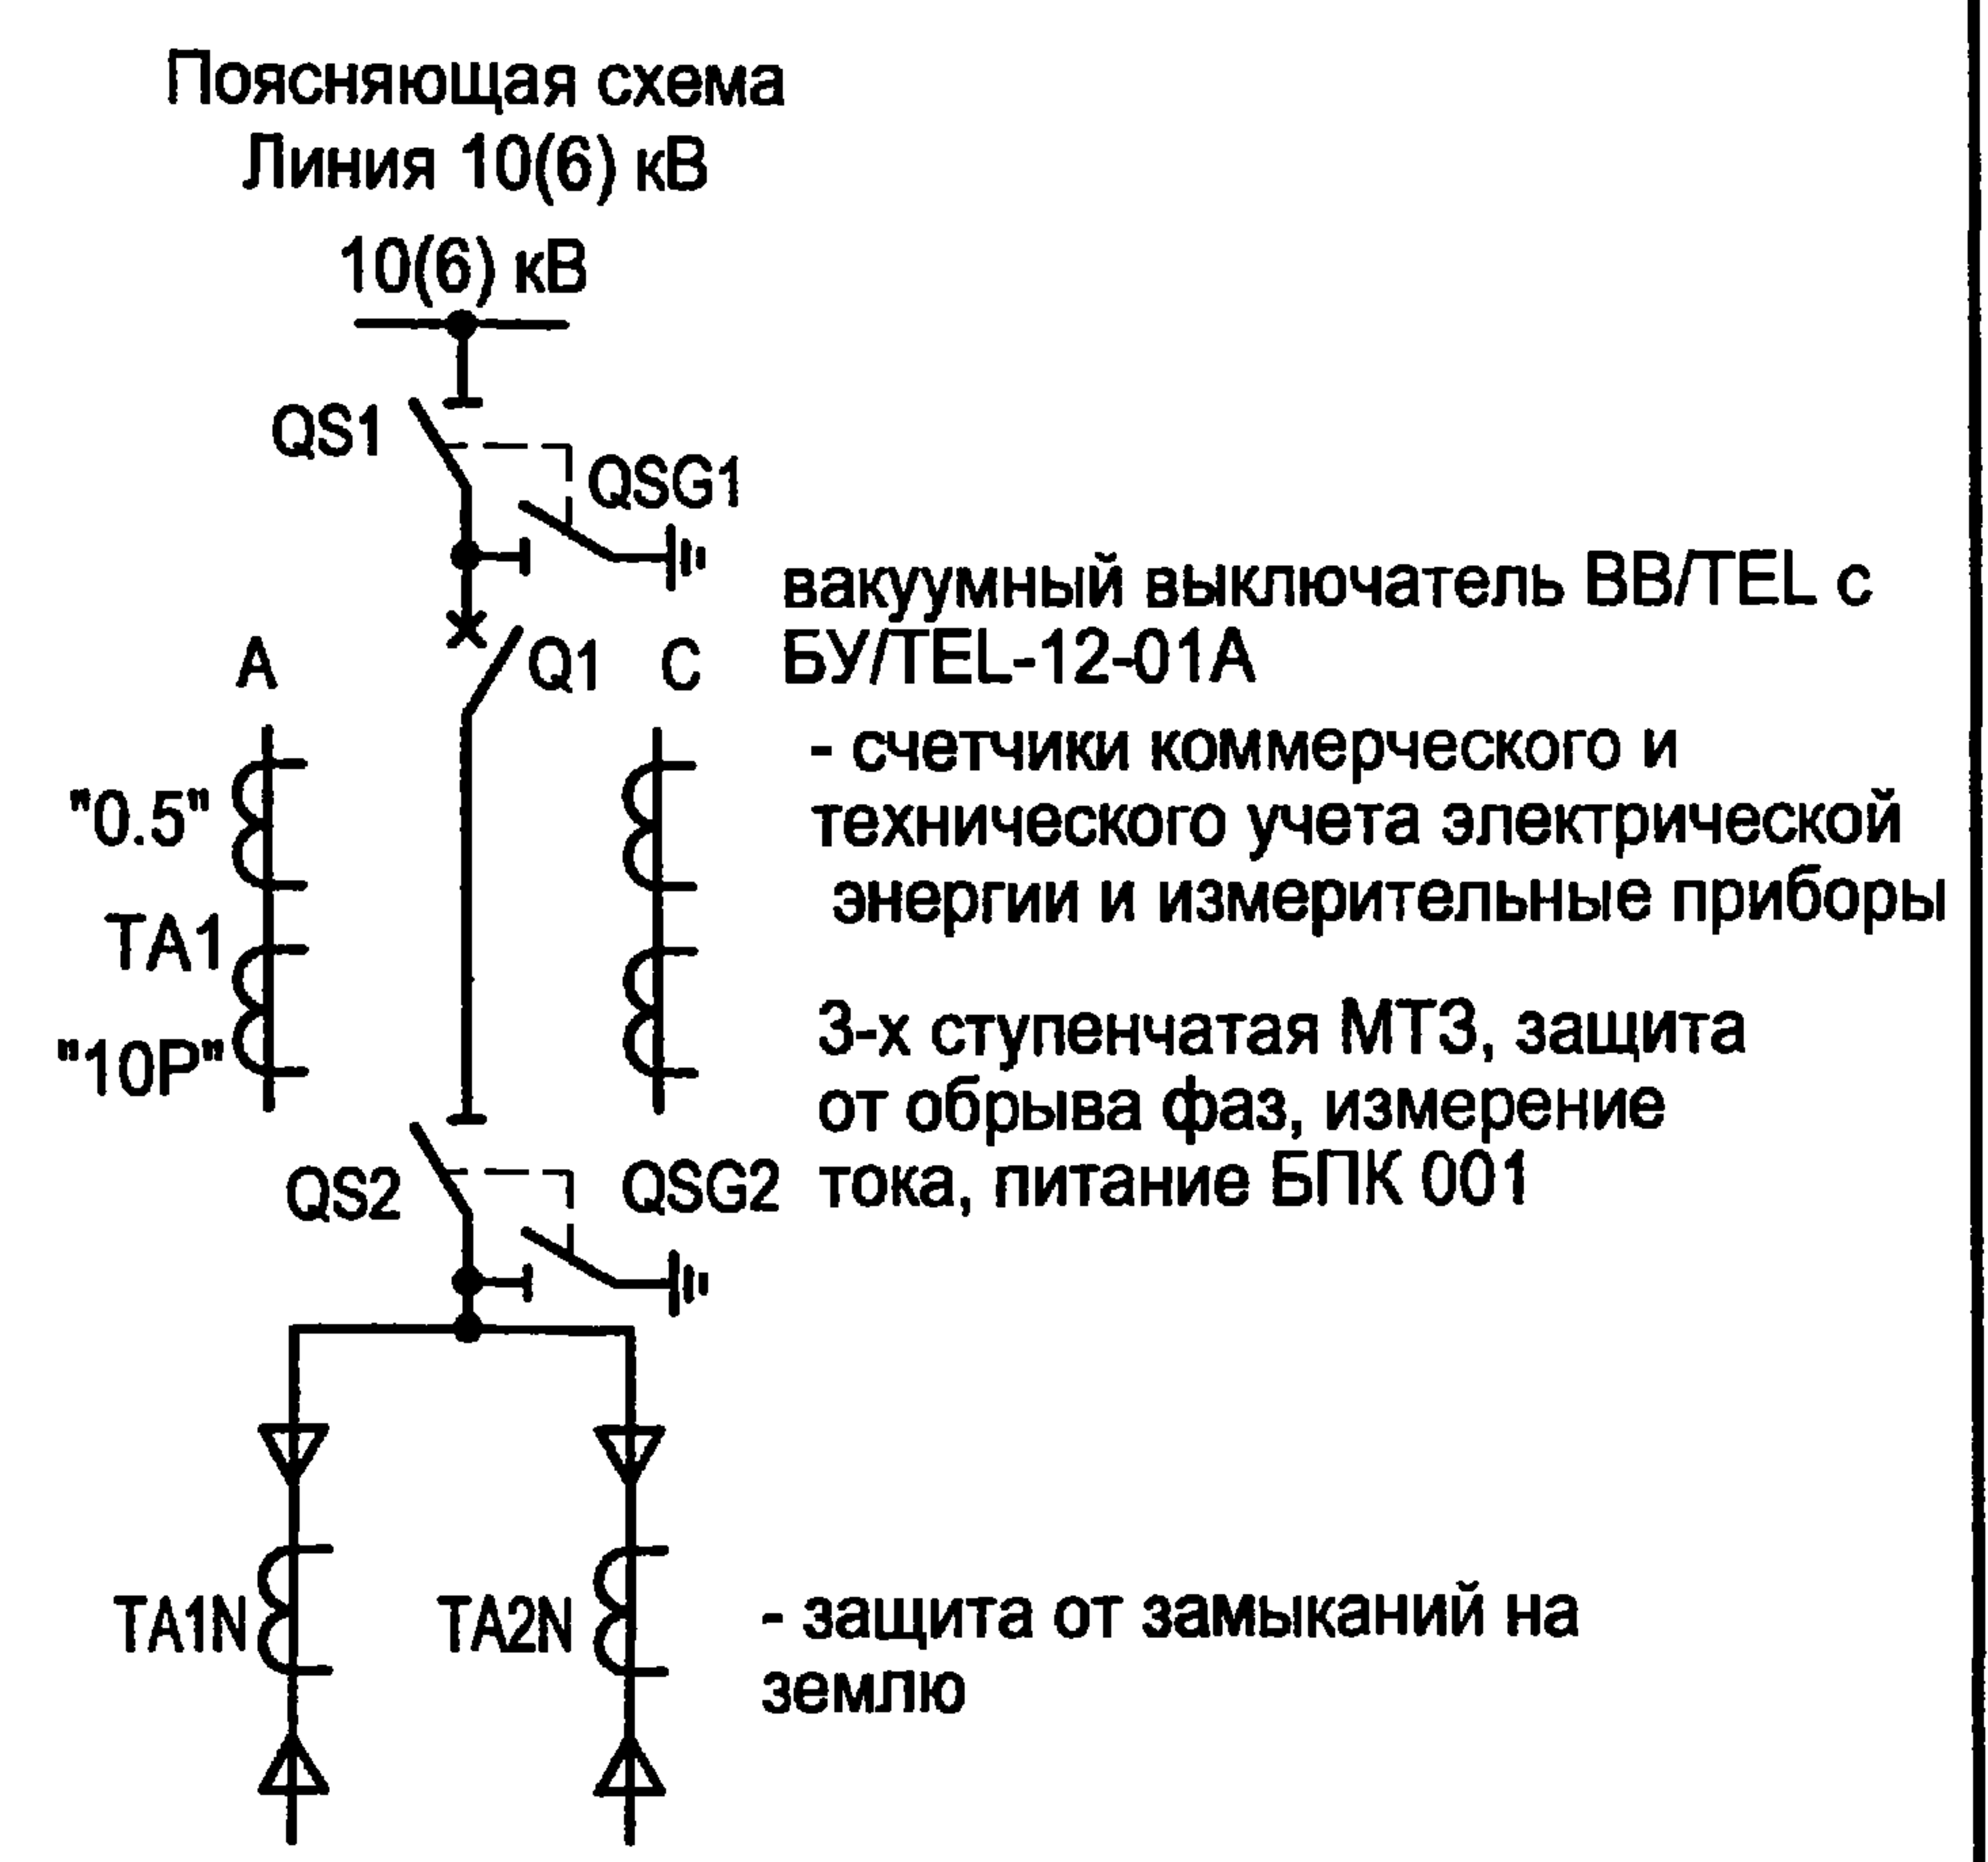 Поясняющая схема
Линия 10(6) кВ
10(6) кВ
QS1
QSG1
вакуумный выключатель ВВ/TEL с
БУ/TEL-12-01А
A
Q1
C
- счетчики коммерческого и
технического учета электрической
энергии и измерительные приборы
"0.5"
TA1
"10P"
3-х ступенчатая МТЗ, защита
от обрыва фаз, измерение
тока, питание БПК 001
QS2
QSG2
TA1N
TA2N
- защита от замыканий на
землю